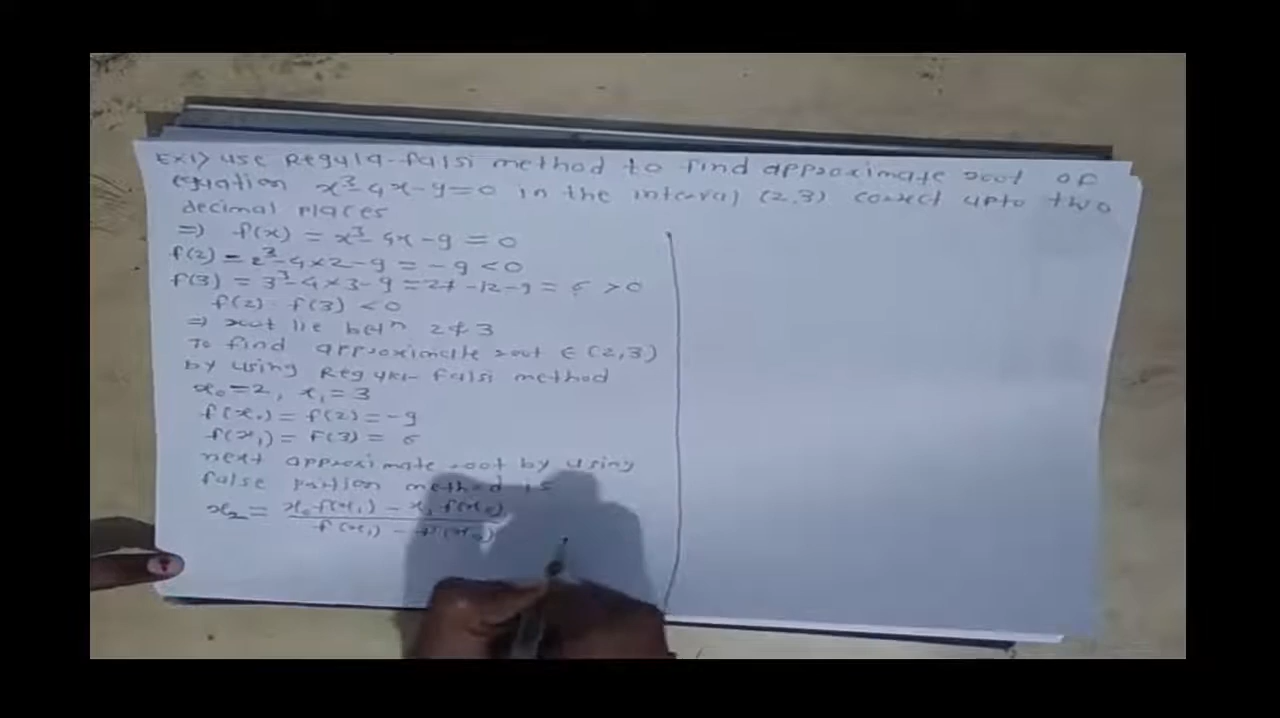 Ex1> use Regula-falsi method to find approximate root of
equation x³-4x-9=0 in the interval (2,3) correct upto two
decimal places
=> f(x) = x³-4x-9 = 0
f(2) = 2³-4×2-9 = -9 <0
f(3) = 3³-4×3-9 = 27-12-9 = 6 >0
f(2) · f(3) <0
=> root lie betn 2 & 3
To find approximate root ∈ (2,3)
by using Regula-falsi method
x₀=2, x₁=3
f(x₀) = f(2) = -9
f(x₁) = f(3) = 6
next approximate root by using
false method is
x₂ = x₀f(x₁) - x₁f(x₀)
f(x₁) - f(x₀)